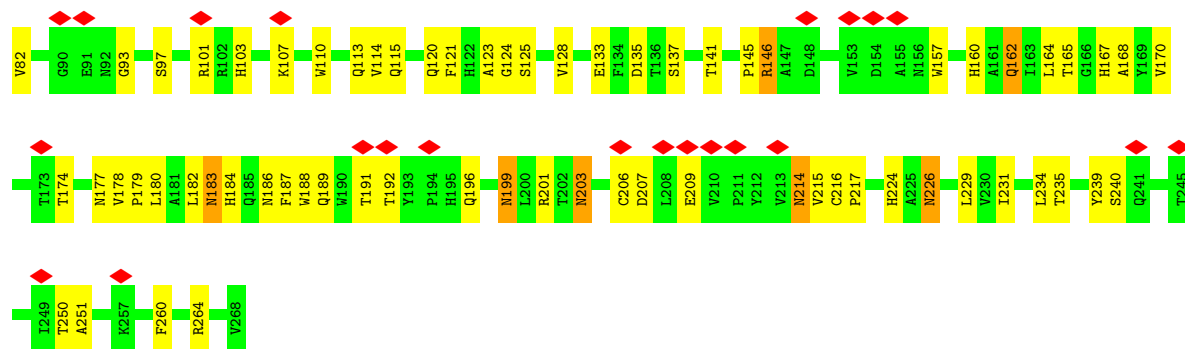 V82 G90 E91 N92 G93 S97 R101 R102 H103 K107 W110 Q113 V114 Q115 Q120 F121 H122 A123 G124 S125 V128 E133 F134 D135 T136 S137 T141 P145 R146 A147 D148 V153 D154 A155 N156 W157 H160 A161 Q162 I163 L164 T165 G166 H167 A168 Y169 V170
T173 T174 N177 V178 P179 L180 A181 L182 N183 H184 Q185 N186 F187 W188 Q189 W190 T191 T192 Y193 P194 H195 Q196 N199 L200 R201 T202 N203 C206 D207 L208 E209 V210 P211 Y212 V213 N214 V215 C216 P217 H224 A225 N226 L229 V230 I231 L234 T235 Y239 S240 Q241 T245
I249 T250 A251 K257 F260 R264 V268